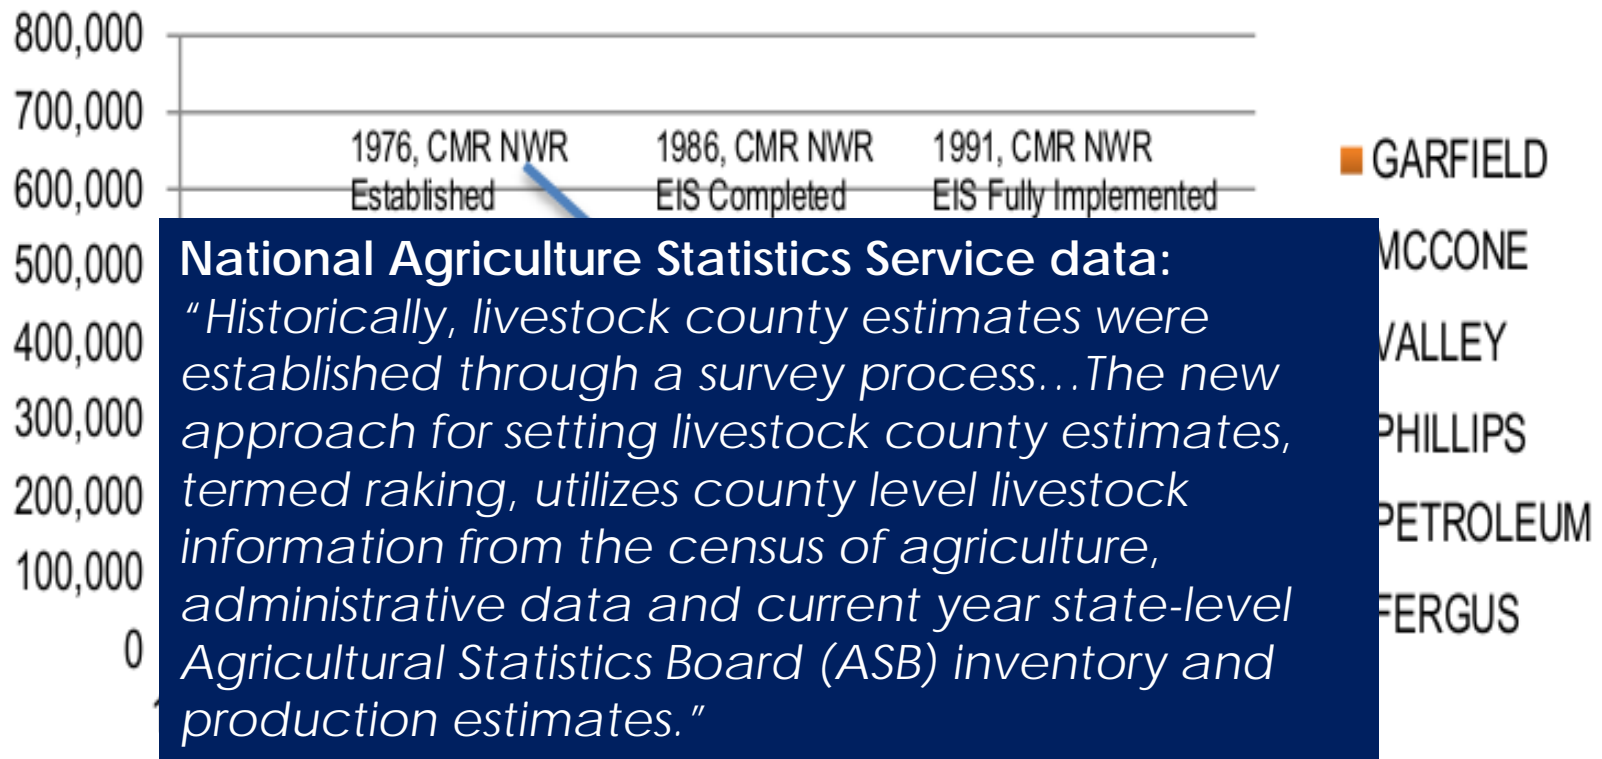 800,000
700,000
600,000
500,000
400,000
300,000
200,000
100,000
0
1976, CMR NWR
Established
1986, CMR NWR
EIS Completed
1991, CMR NWR
EIS Fully Implemented
National Agriculture Statistics Service data:
“Historically, livestock county estimates were
established through a survey process…The new
approach for setting livestock county estimates,
termed raking, utilizes county level livestock
information from the census of agriculture,
administrative data and current year state-level
Agricultural Statistics Board (ASB) inventory and
production estimates.”
GARFIELD
MCCONE
VALLEY
PHILLIPS
PETROLEUM
FERGUS